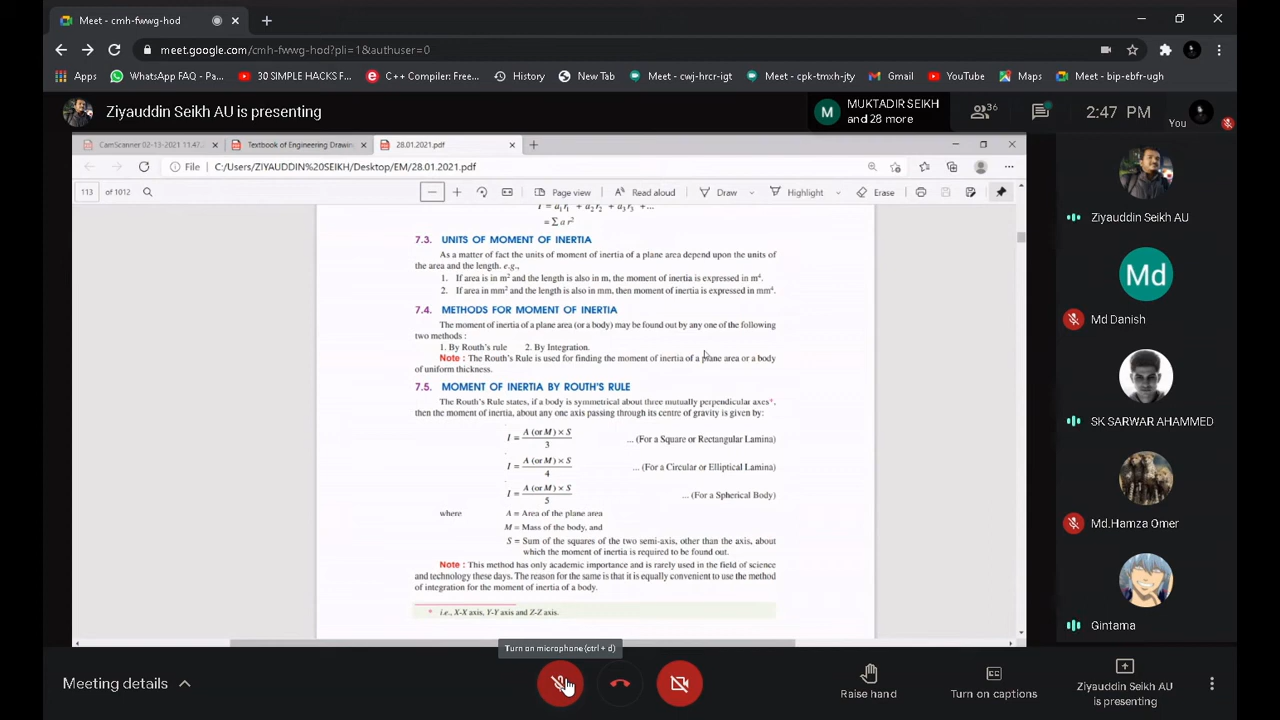 Meet - cmh-fwwg-hod
meet.google.com/cmh-fwwg-hod?pli=1&authuser=0
Apps WhatsApp FAQ - Pa... 30 SIMPLE HACKS F... C++ Compiler: Free... History New Tab Meet - cwj-hrcr-igt Meet - cpk-tmxh-jty Gmail YouTube Maps Meet - bip-ebfr-ugh
Ziyauddin Seikh AU is presenting
M MUKTADIR SEIKH
and 28 more
36
2:47 PM
You
CamScanner 02-13-2021 11.47... Textbook of Engineering Drawin 28.01.2021.pdf
File C:/Users/ZIYAUDDIN%20SEIKH/Desktop/EM/28.01.2021.pdf
113 of 1012 Page view Read aloud Draw Highlight Erase
I = a₁r₁ + a₂r₂ + a₃r₃ +...
= ∑ a r²
7.3. UNITS OF MOMENT OF INERTIA
As a matter of fact the units of moment of inertia of a plane area depend upon the units of
the area and the length. e.g.,
1. If area is in m² and the length is also in m, the moment of inertia is expressed in m⁴.
2. If area in mm² and the length is also in mm, then moment of inertia is expressed in mm⁴.
7.4. METHODS FOR MOMENT OF INERTIA
The moment of inertia of a plane area (or a body) may be found out by any one of the following
two methods :
1. By Routh's rule 2. By Integration.
Note : The Routh's Rule is used for finding the moment of inertia of a plane area or a body
of uniform thickness.
7.5. MOMENT OF INERTIA BY ROUTH'S RULE
The Routh's Rule states, if a body is symmetrical about three mutually perpendicular axes*,
then the moment of inertia, about any one axis passing through its centre of gravity is given by:
I = A (or M) × S / 3 ... (For a Square or Rectangular Lamina)
I = A (or M) × S / 4 ... (For a Circular or Elliptical Lamina)
I = A (or M) × S / 5 ... (For a Spherical Body)
where A = Area of the plane area
M = Mass of the body, and
S = Sum of the squares of the two semi-axis, other than the axis, about
which the moment of inertia is required to be found out.
Note : This method has only academic importance and is rarely used in the field of science
and technology these days. The reason for the same is that it is equally convenient to use the method
of integration for the moment of inertia of a body.
* i.e., X-X axis, Y-Y axis and Z-Z axis.
Ziyauddin Seikh AU
Md
Md Danish
SK SARWAR AHAMMED
Md.Hamza Omer
Gintama
Turn on microphone (ctrl + d)
Meeting details
Raise hand
Turn on captions
Ziyauddin Seikh AU
is presenting